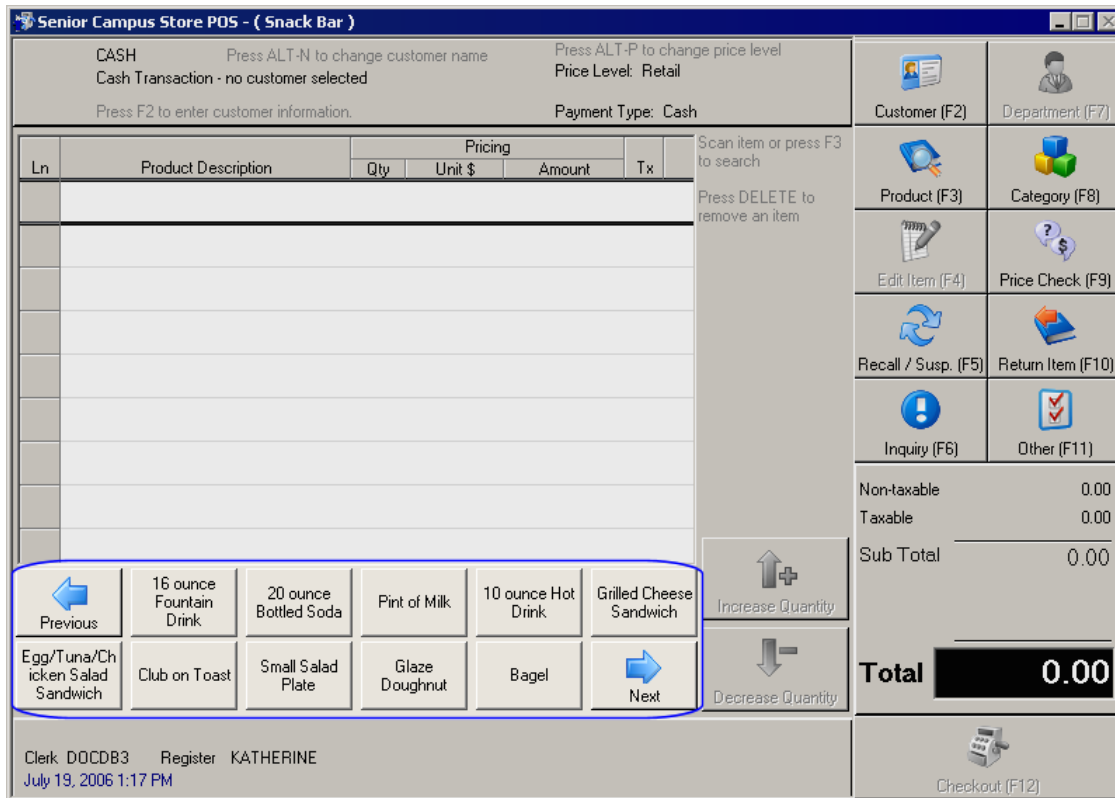 Senior Campus Store POS - ( Snack Bar )
CASH Press ALT-N to change customer name
Cash Transaction - no customer selected
Press F2 to enter customer information.
Press ALT-P to change price level
Price Level: Retail
Payment Type: Cash
Customer (F2)
Department (F7)
Ln
Product Description
Pricing
Qty
Unit $
Amount
Tx
Scan item or press F3
to search
Press DELETE to
remove an item
Product (F3)
Category (F8)
Edit Item (F4)
Price Check (F9)
Recall / Susp. (F5)
Return Item (F10)
Inquiry (F6)
Other (F11)
Non-taxable 0.00
Taxable 0.00
Sub Total 0.00
Previous
16 ounce
Fountain
Drink
20 ounce
Bottled Soda
Pint of Milk
10 ounce Hot
Drink
Grilled Cheese
Sandwich
Increase Quantity
Egg/Tuna/Ch
icken Salad
Sandwich
Club on Toast
Small Salad
Plate
Glaze
Doughnut
Bagel
Next
Decrease Quantity
Total 0.00
Clerk DOCDB3 Register KATHERINE
July 19, 2006 1:17 PM
Checkout (F12)